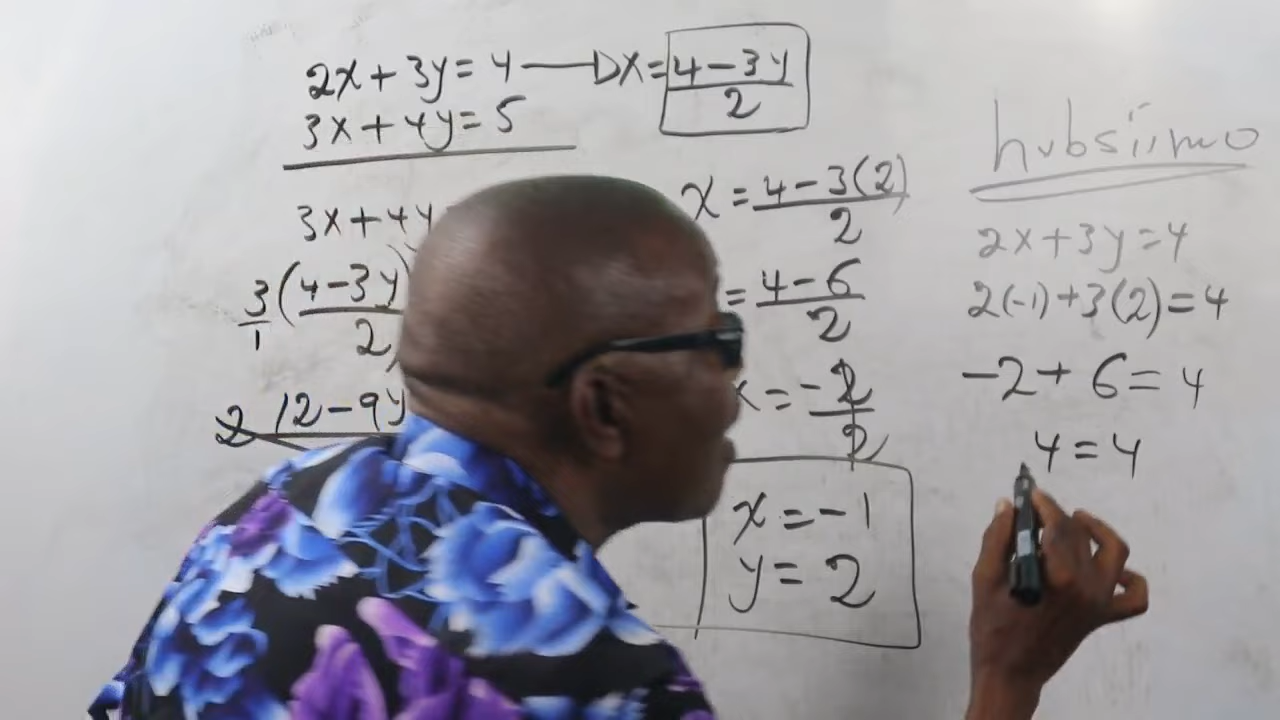 2x+3y=4 → x= 4-3y/2
3x+4y=5
3x+4y
3/1 (4-3y/2)
2 12-9y
x = 4-3(2)/2
= 4-6/2
x = -2/2
x = -1
y = 2
hubsiimo
2x+3y=4
2(-1)+3(2)=4
-2+6=4
4=4